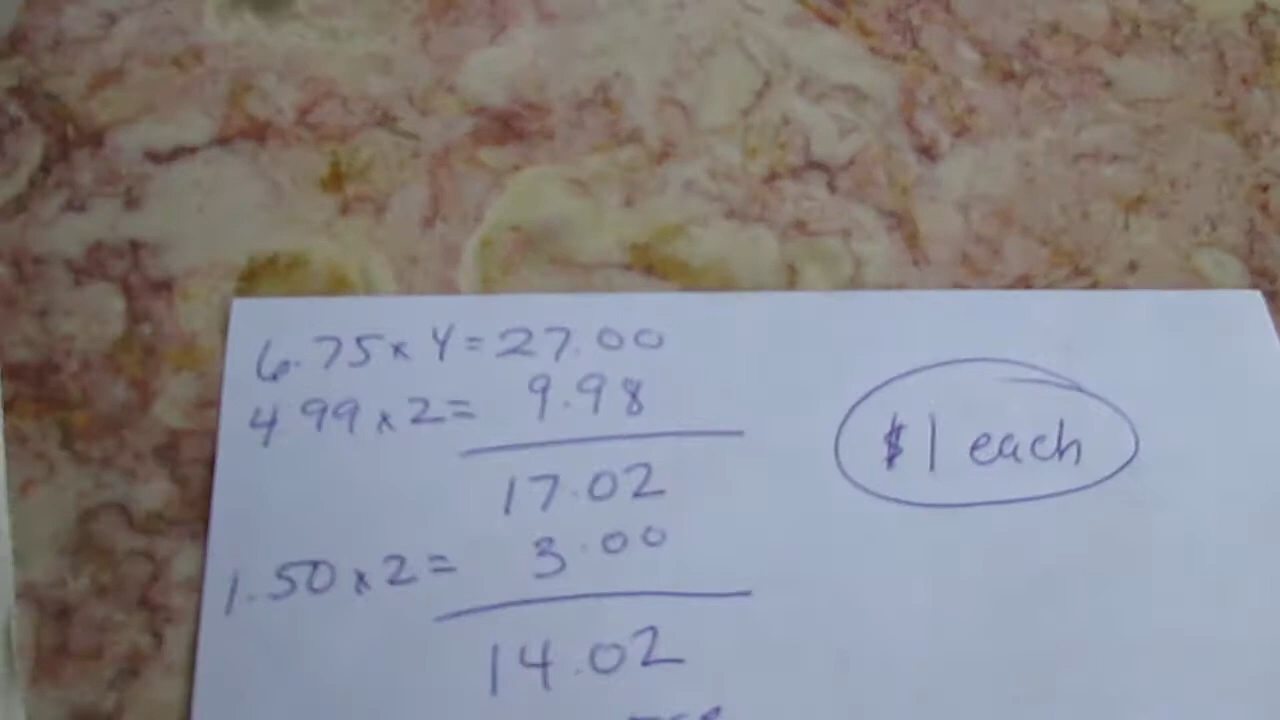 6.75 x 4 = 27.00
4 99 x 2 = 9.98
$1 each
17.02
1.50 x 2 = 3.00
14.02